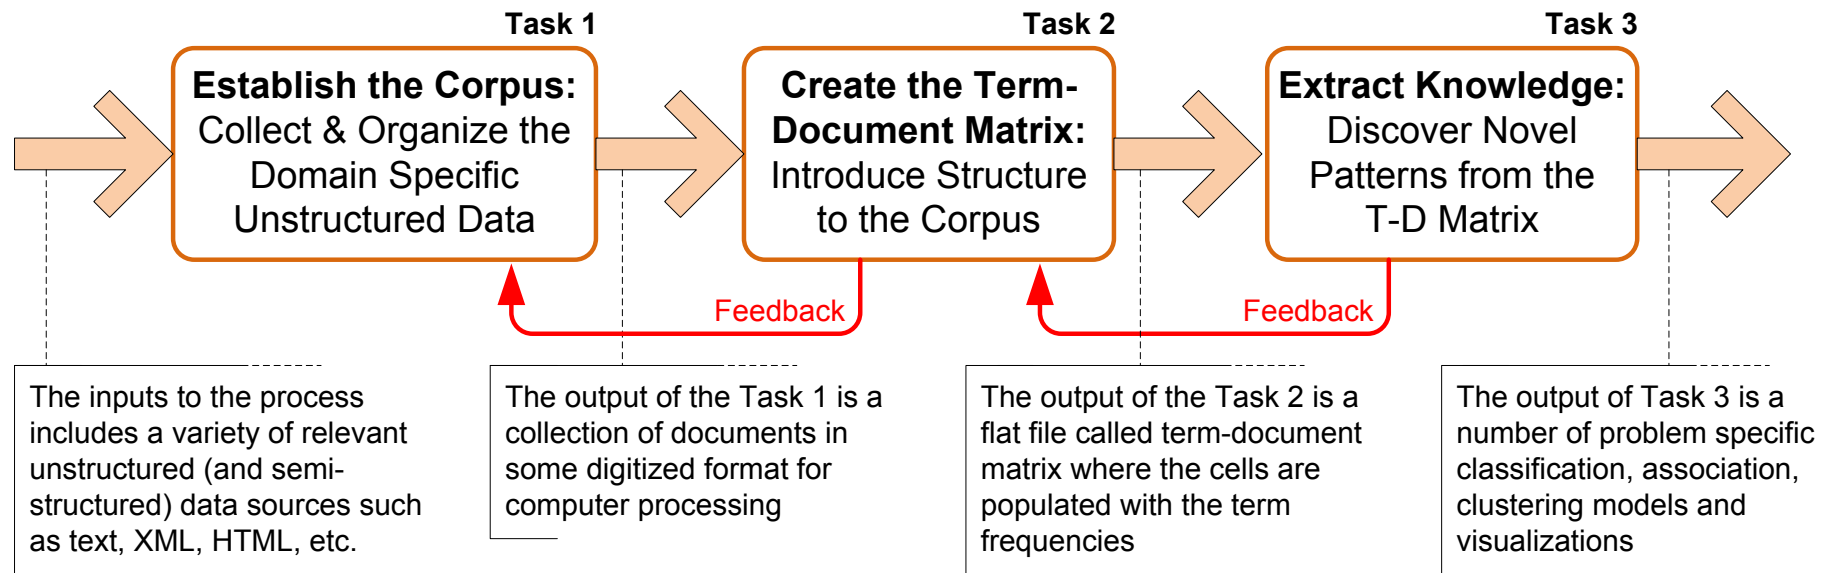 Task 1
Establish the Corpus:
Collect & Organize the
Domain Specific
Unstructured Data
Task 2
Create the Term-
Document Matrix:
Introduce Structure
to the Corpus
Task 3
Extract Knowledge:
Discover Novel
Patterns from the
T-D Matrix
Feedback
Feedback
The inputs to the process
includes a variety of relevant
unstructured (and semi-
structured) data sources such
as text, XML, HTML, etc.
The output of the Task 1 is a
collection of documents in
some digitized format for
computer processing
The output of the Task 2 is a
flat file called term-document
matrix where the cells are
populated with the term
frequencies
The output of Task 3 is a
number of problem specific
classification, association,
clustering models and
visualizations